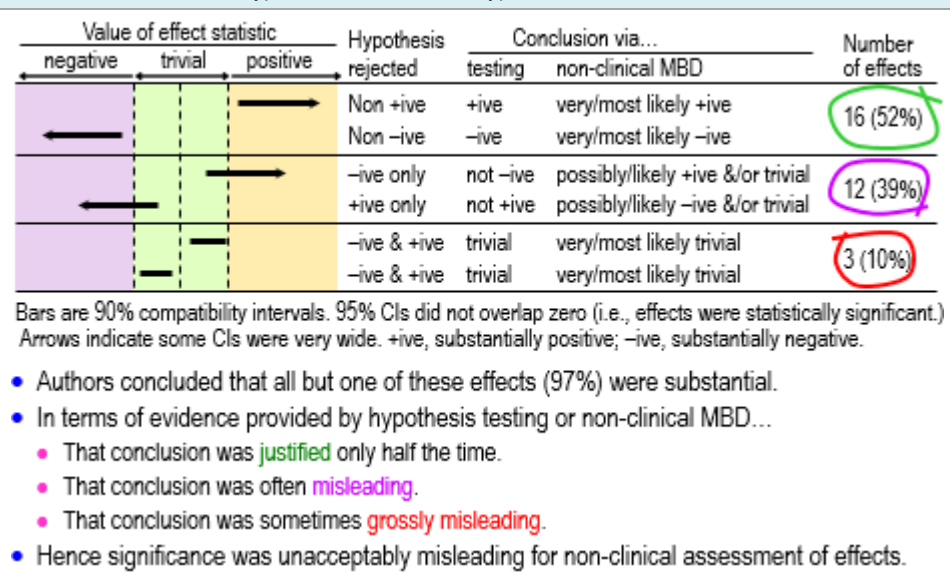 Value of effect statistic Hypothesis Conclusion via... Number
negative trivial positive rejected testing non-clinical MBD of effects
Non +ive +ive very/most likely +ive 16 (52%)
Non –ive –ive very/most likely –ive
–ive only not –ive possibly/likely +ive &/or trivial 12 (39%)
+ive only not +ive possibly/likely –ive &/or trivial
–ive & +ive trivial very/most likely trivial 3 (10%)
–ive & +ive trivial very/most likely trivial
Bars are 90% compatibility intervals. 95% CIs did not overlap zero (i.e., effects were statistically significant.)
Arrows indicate some CIs were very wide. +ive, substantially positive; –ive, substantially negative.
• Authors concluded that all but one of these effects (97%) were substantial.
• In terms of evidence provided by hypothesis testing or non-clinical MBD...
• That conclusion was justified only half the time.
• That conclusion was often misleading.
• That conclusion was sometimes grossly misleading.
• Hence significance was unacceptably misleading for non-clinical assessment of effects.